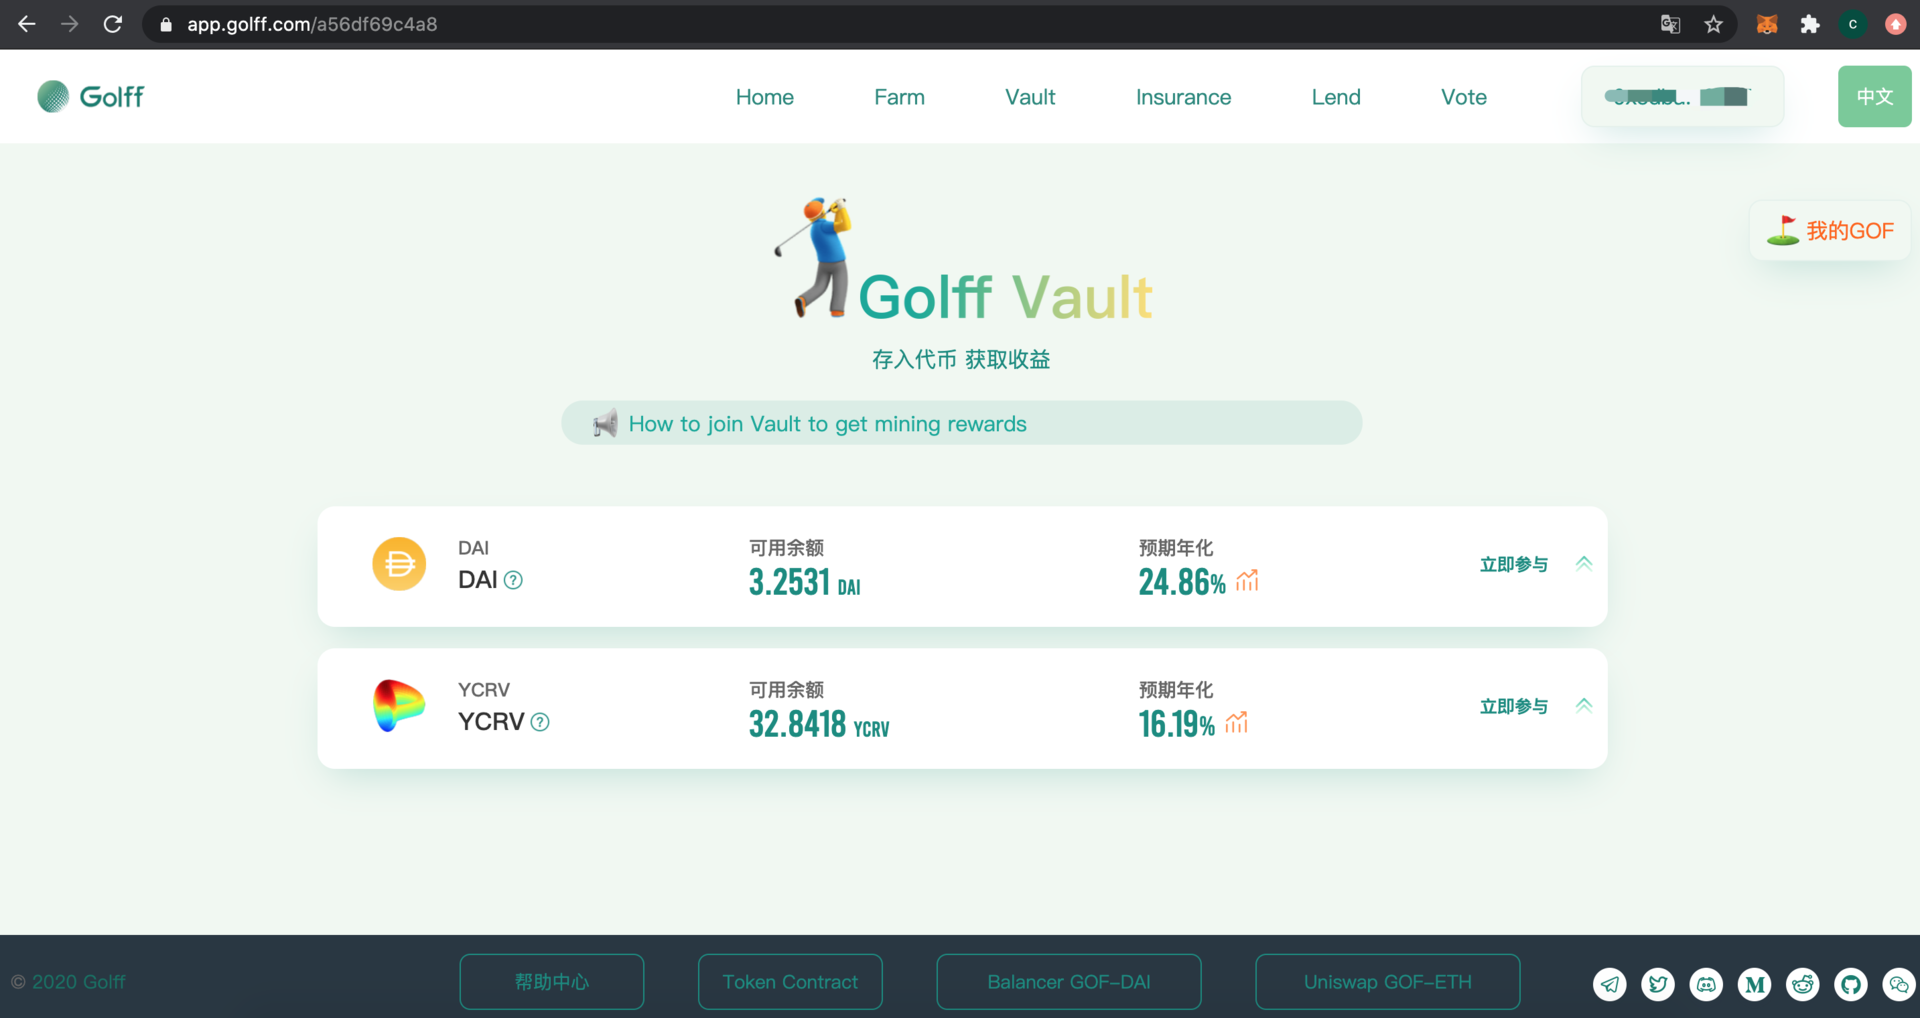 app.golff.com/a56df69c4a8
C
Golff
Home
Farm
Vault
Insurance
Lend
Vote
中文
我的GOF
Golff Vault
存入代币 获取收益
How to join Vault to get mining rewards
DAI
DAI ?
可用余额
3.2531 DAI
预期年化
24.86%
立即参与
YCRV
YCRV ?
可用余额
32.8418 YCRV
预期年化
16.19%
立即参与
© 2020 Golff
帮助中心
Token Contract
Balancer GOF-DAI
Uniswap GOF-ETH